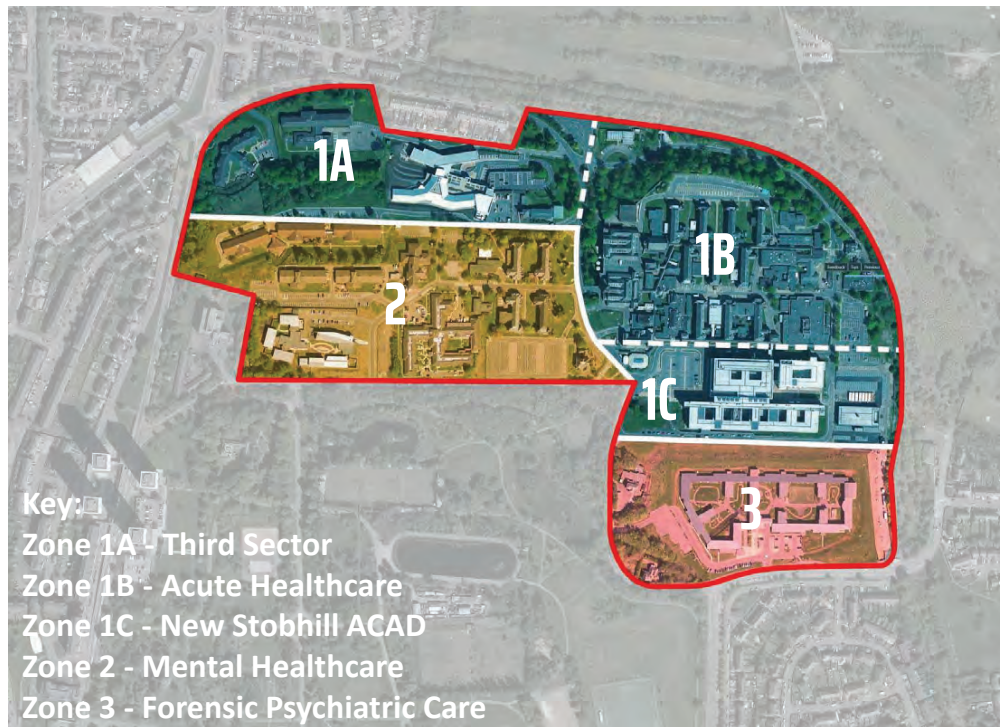 1A
1B
2
1C
3
Key:
Zone 1A - Third Sector
Zone 1B - Acute Healthcare
Zone 1C - New Stobhill ACAD
Zone 2 - Mental Healthcare
Zone 3 - Forensic Psychiatric Care